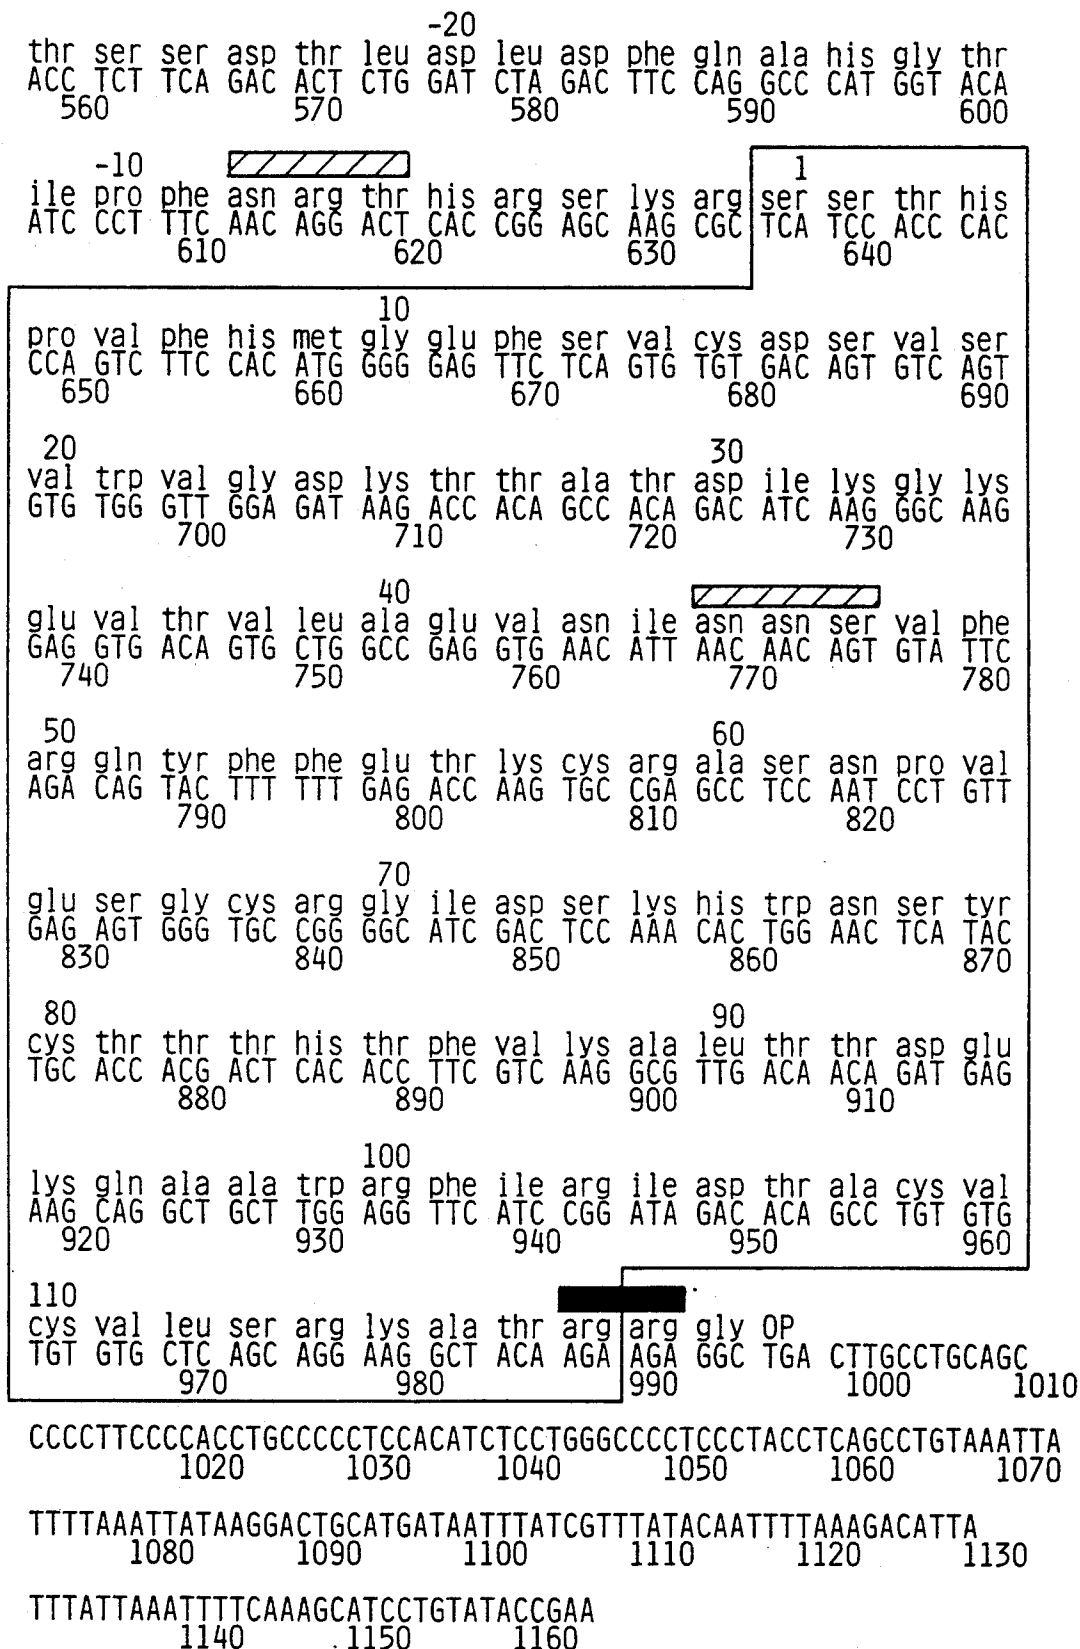 -20
thr ser ser asp thr leu asp leu asp phe gln ala his gly thr
ACC TCT TCA GAC ACT CTG GAT CTA GAC TTC CAG GCC CAT GGT ACA
560 570 580 590 600
-10 1
ile pro phe asn arg thr his arg ser lys arg ser ser thr his
ATC CCT TTC AAC AGG ACT CAC CGG AGC AAG CGC TCA TCC ACC CAC
610 620 630 640
10
pro val phe his met gly glu phe ser val cys asp ser val ser
CCA GTC TTC CAC ATG GGG GAG TTC TCA GTG TGT GAC AGT GTC AGT
650 660 670 680 690
20 30
val trp val gly asp lys thr thr ala thr asp ile lys gly lys
GTG TGG GTT GGA GAT AAG ACC ACA GCC ACA GAC ATC AAG GGC AAG
700 710 720 730
40
glu val thr val leu ala glu val asn ile asn asn ser val phe
GAG GTG ACA GTG CTG GCC GAG GTG AAC ATT AAC AAC AGT GTA TTC
740 750 760 770 780
50 60
arg gln tyr phe phe glu thr lys cys arg ala ser asn pro val
AGA CAG TAC TTT TTT GAG ACC AAG TGC CGA GCC TCC AAT CCT GTT
790 800 810 820
70
glu ser gly cys arg gly ile asp ser lys his trp asn ser tyr
GAG AGT GGG TGC CGG GGC ATC GAC TCC AAA CAC TGG AAC TCA TAC
830 840 850 860 870
80 90
cys thr thr thr his thr phe val lys ala leu thr thr asp glu
TGC ACC ACG ACT CAC ACC TTC GTC AAG GCG TTG ACA ACA GAT GAG
880 890 900 910
100
lys gln ala ala trp arg phe ile arg ile asp thr ala cys val
AAG CAG GCT GCT TGG AGG TTC ATC CGG ATA GAC ACA GCC TGT GTG
920 930 940 950 960
110
cys val leu ser arg lys ala thr arg arg gly OP
TGT GTG CTC AGC AGG AAG GCT ACA AGA AGA GGC TGA CTTGCCTGCAGC
970 980 990 1000 1010
CCCCTTCCCCACCTGCCCCCTCCACATCTCCTGGGCCCCTCCCTACCTCAGCCTGTAAATTA
1020 1030 1040 1050 1060 1070
TTTTAAATTATAAGGACTGCATGATAATTTATCGTTTATACAATTTTAAAGACATTA
1080 1090 1100 1110 1120 1130
TTTATTAAATTTTCAAAGCATCCTGTATACCGAA
1140 1150 1160